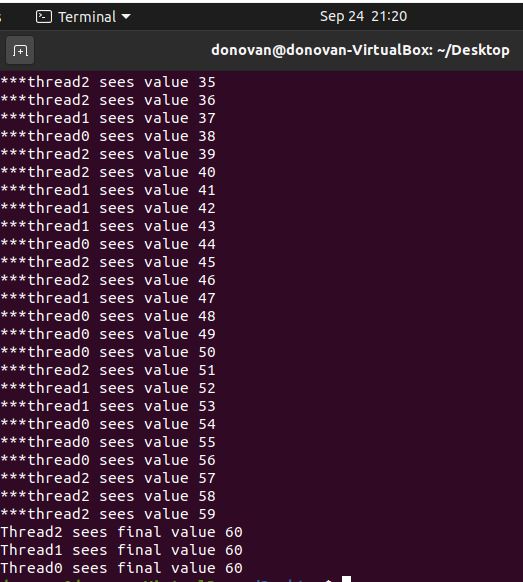 Terminal
Sep 24 21:20
donovan@donovan-VirtualBox: ~/Desktop
***thread2 sees value 35
***thread2 sees value 36
***thread1 sees value 37
***thread0 sees value 38
***thread2 sees value 39
***thread2 sees value 40
***thread1 sees value 41
***thread1 sees value 42
***thread1 sees value 43
***thread0 sees value 44
***thread2 sees value 45
***thread2 sees value 46
***thread1 sees value 47
***thread0 sees value 48
***thread0 sees value 49
***thread0 sees value 50
***thread2 sees value 51
***thread1 sees value 52
***thread1 sees value 53
***thread0 sees value 54
***thread0 sees value 55
***thread0 sees value 56
***thread2 sees value 57
***thread2 sees value 58
***thread2 sees value 59
Thread2 sees final value 60
Thread1 sees final value 60
Thread0 sees final value 60